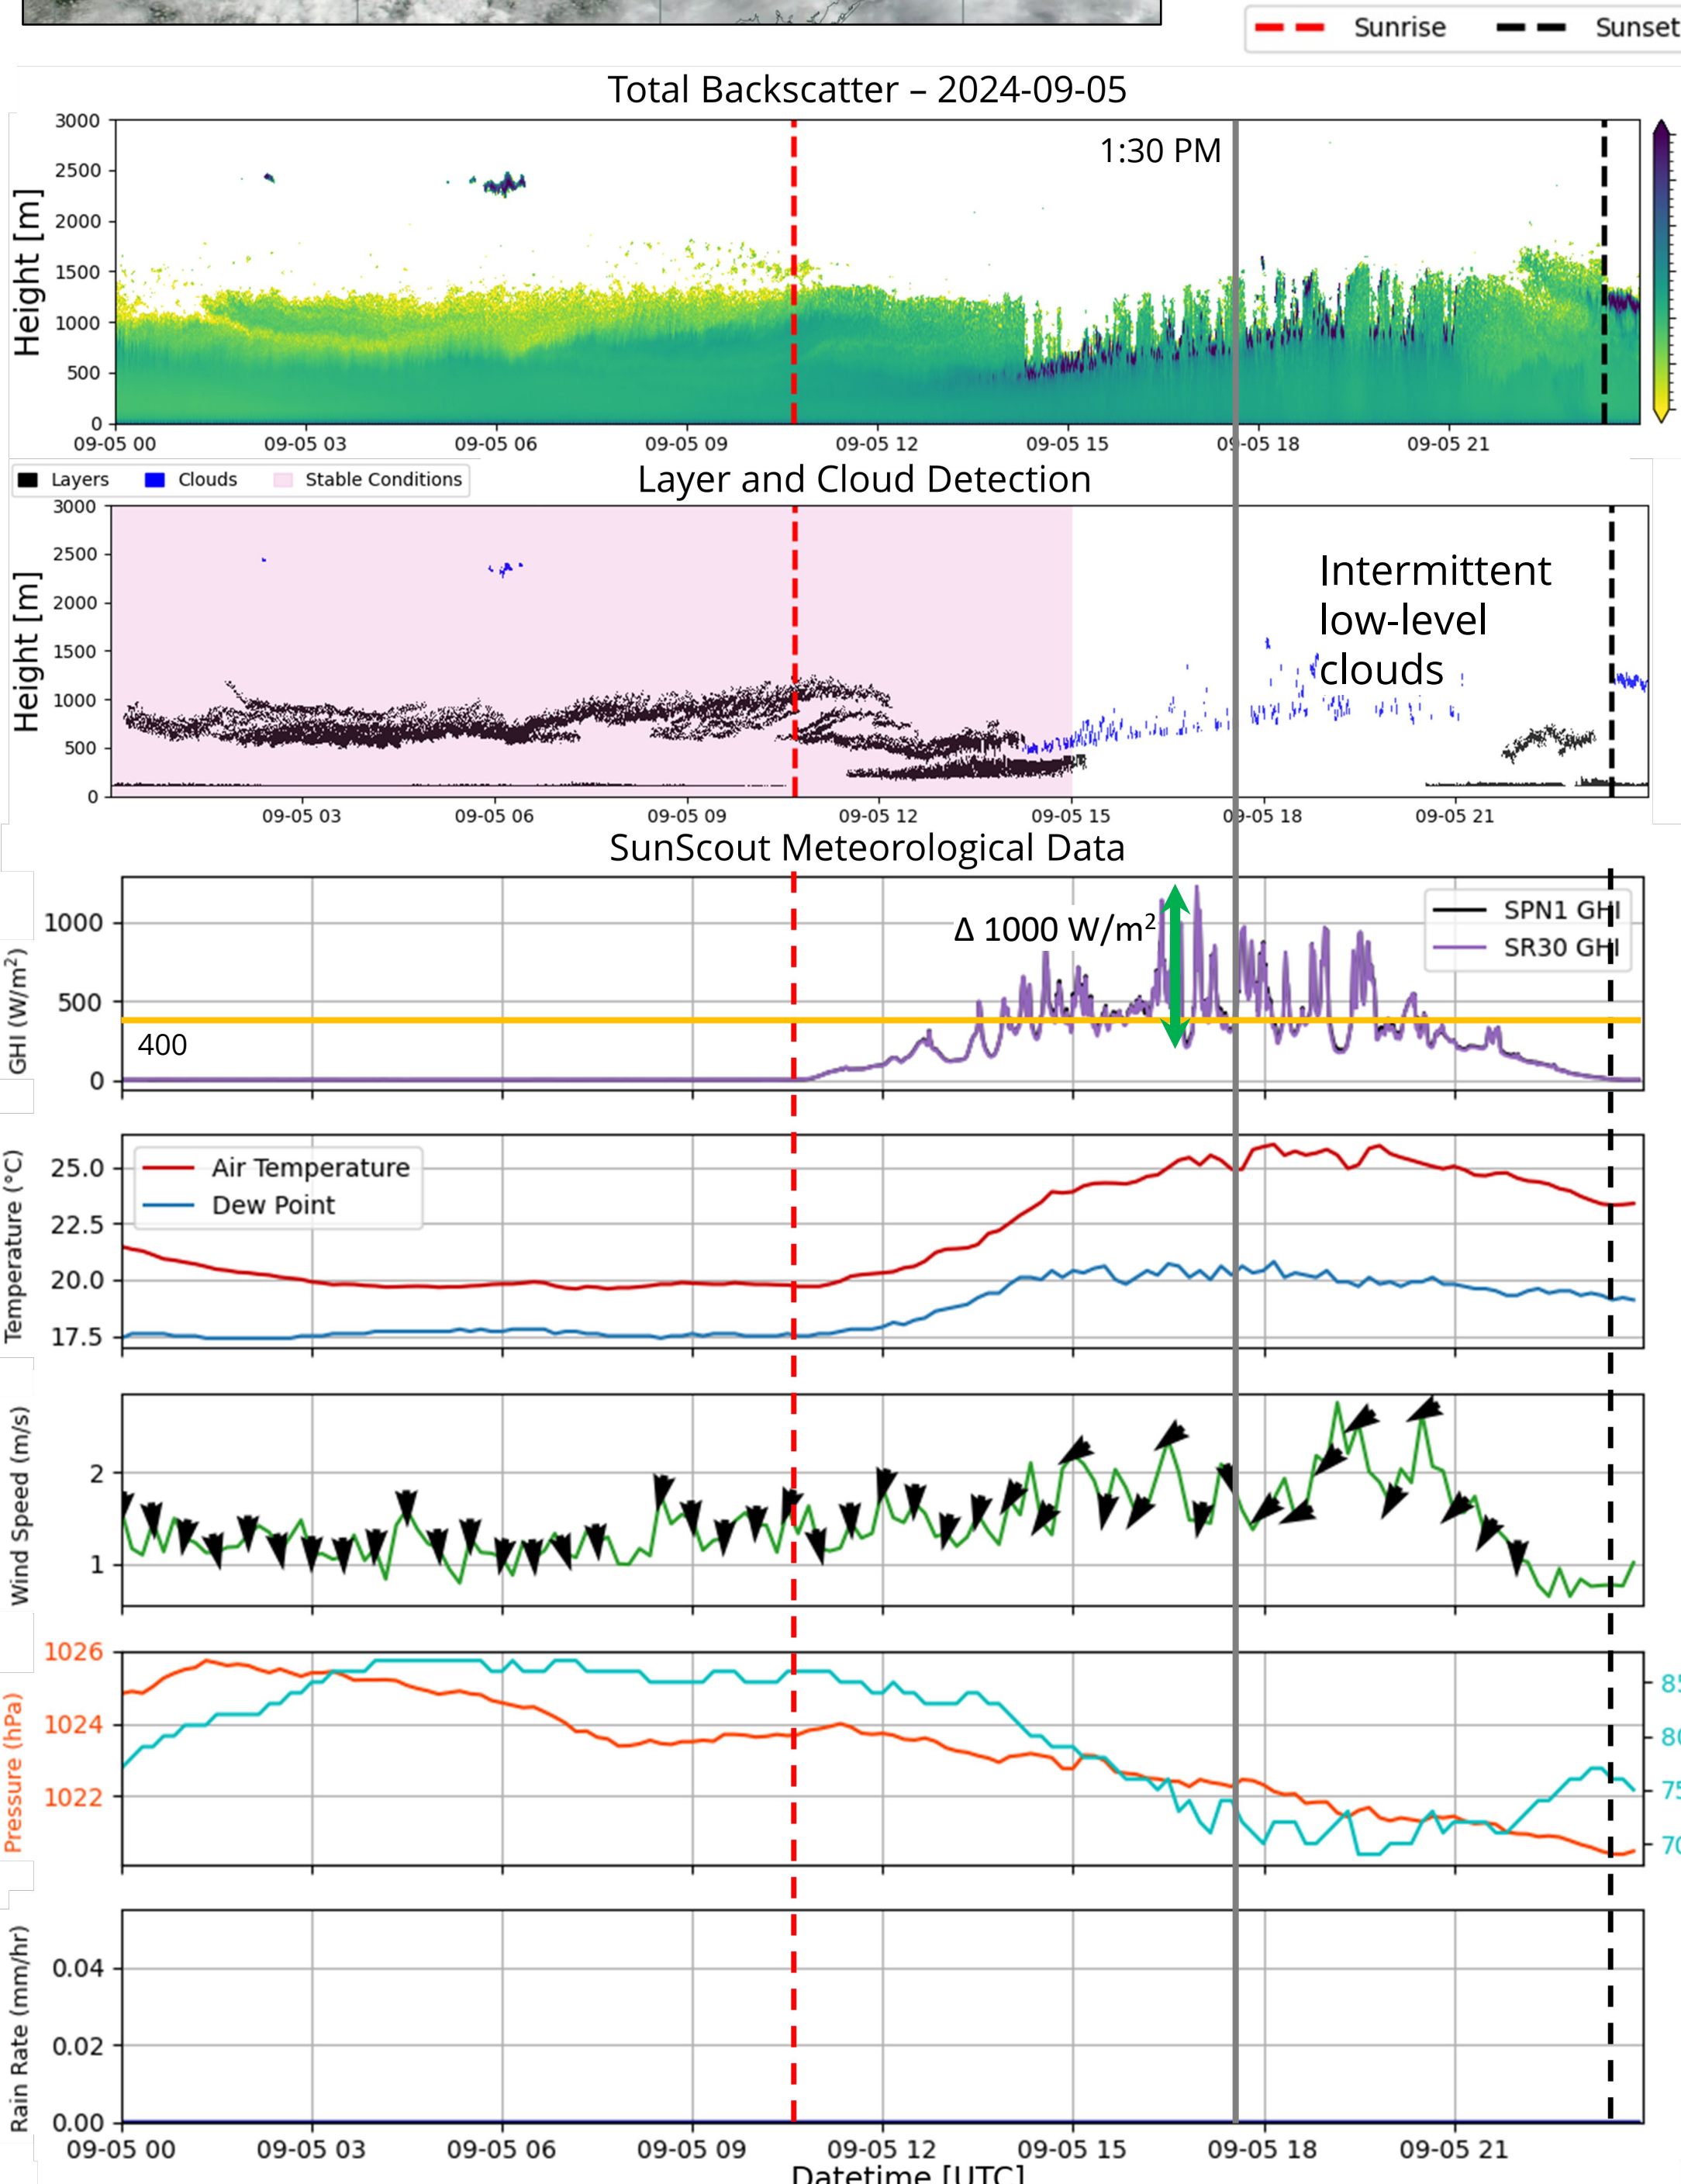 Sunrise
Sunset
Total Backscatter – 2024-09-05
3000
2500
2000
1500
1000
500
0
Height [m]
1:30 PM
09-05 00 09-05 03 09-05 06 09-05 09 09-05 12 09-05 15 09-05 18 09-05 21
Layers Clouds Stable Conditions
Layer and Cloud Detection
3000
2500
2000
1500
1000
500
0
Height [m]
Intermittent
low-level
clouds
09-05 03 09-05 06 09-05 09 09-05 12 09-05 15 09-05 18 09-05 21
SunScout Meteorological Data
1000
500
0
GHI (W/m²)
Δ 1000 W/m²
SPN1 GHI
SR30 GHI
400
25.0
22.5
20.0
17.5
Temperature (°C)
Air Temperature
Dew Point
2
1
Wind Speed (m/s)
1026
1024
1022
Pressure (hPa)
0.04
0.02
0.00
Rain Rate (mm/hr)
09-05 00 09-05 03 09-05 06 09-05 09 09-05 12 09-05 15 09-05 18 09-05 21
Datetime [UTC]